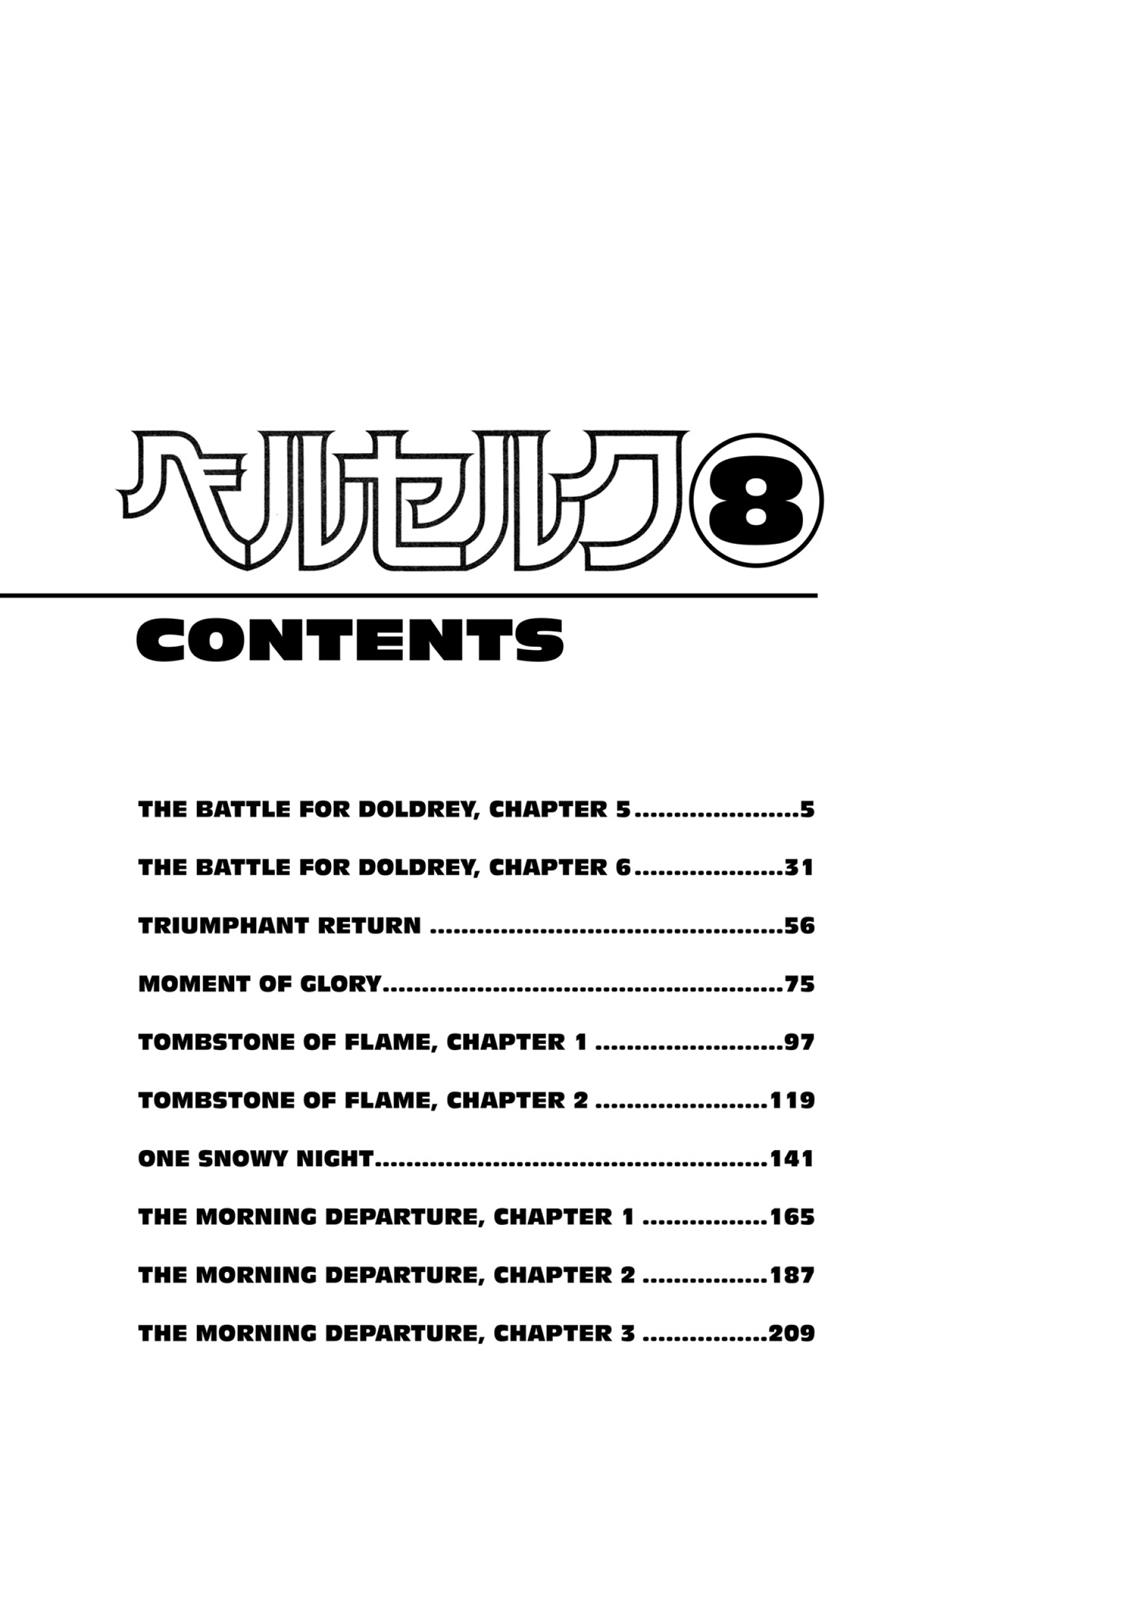 ベルセルク8
CONTENTS
THE BATTLE FOR DOLDREY, CHAPTER 5.....................5
THE BATTLE FOR DOLDREY, CHAPTER 6...................31
TRIUMPHANT RETURN .............................................56
MOMENT OF GLORY...................................................75
TOMBSTONE OF FLAME, CHAPTER 1 ........................97
TOMBSTONE OF FLAME, CHAPTER 2 ......................119
ONE SNOWY NIGHT..................................................141
THE MORNING DEPARTURE, CHAPTER 1 ................165
THE MORNING DEPARTURE, CHAPTER 2 ................187
THE MORNING DEPARTURE, CHAPTER 3 ................209